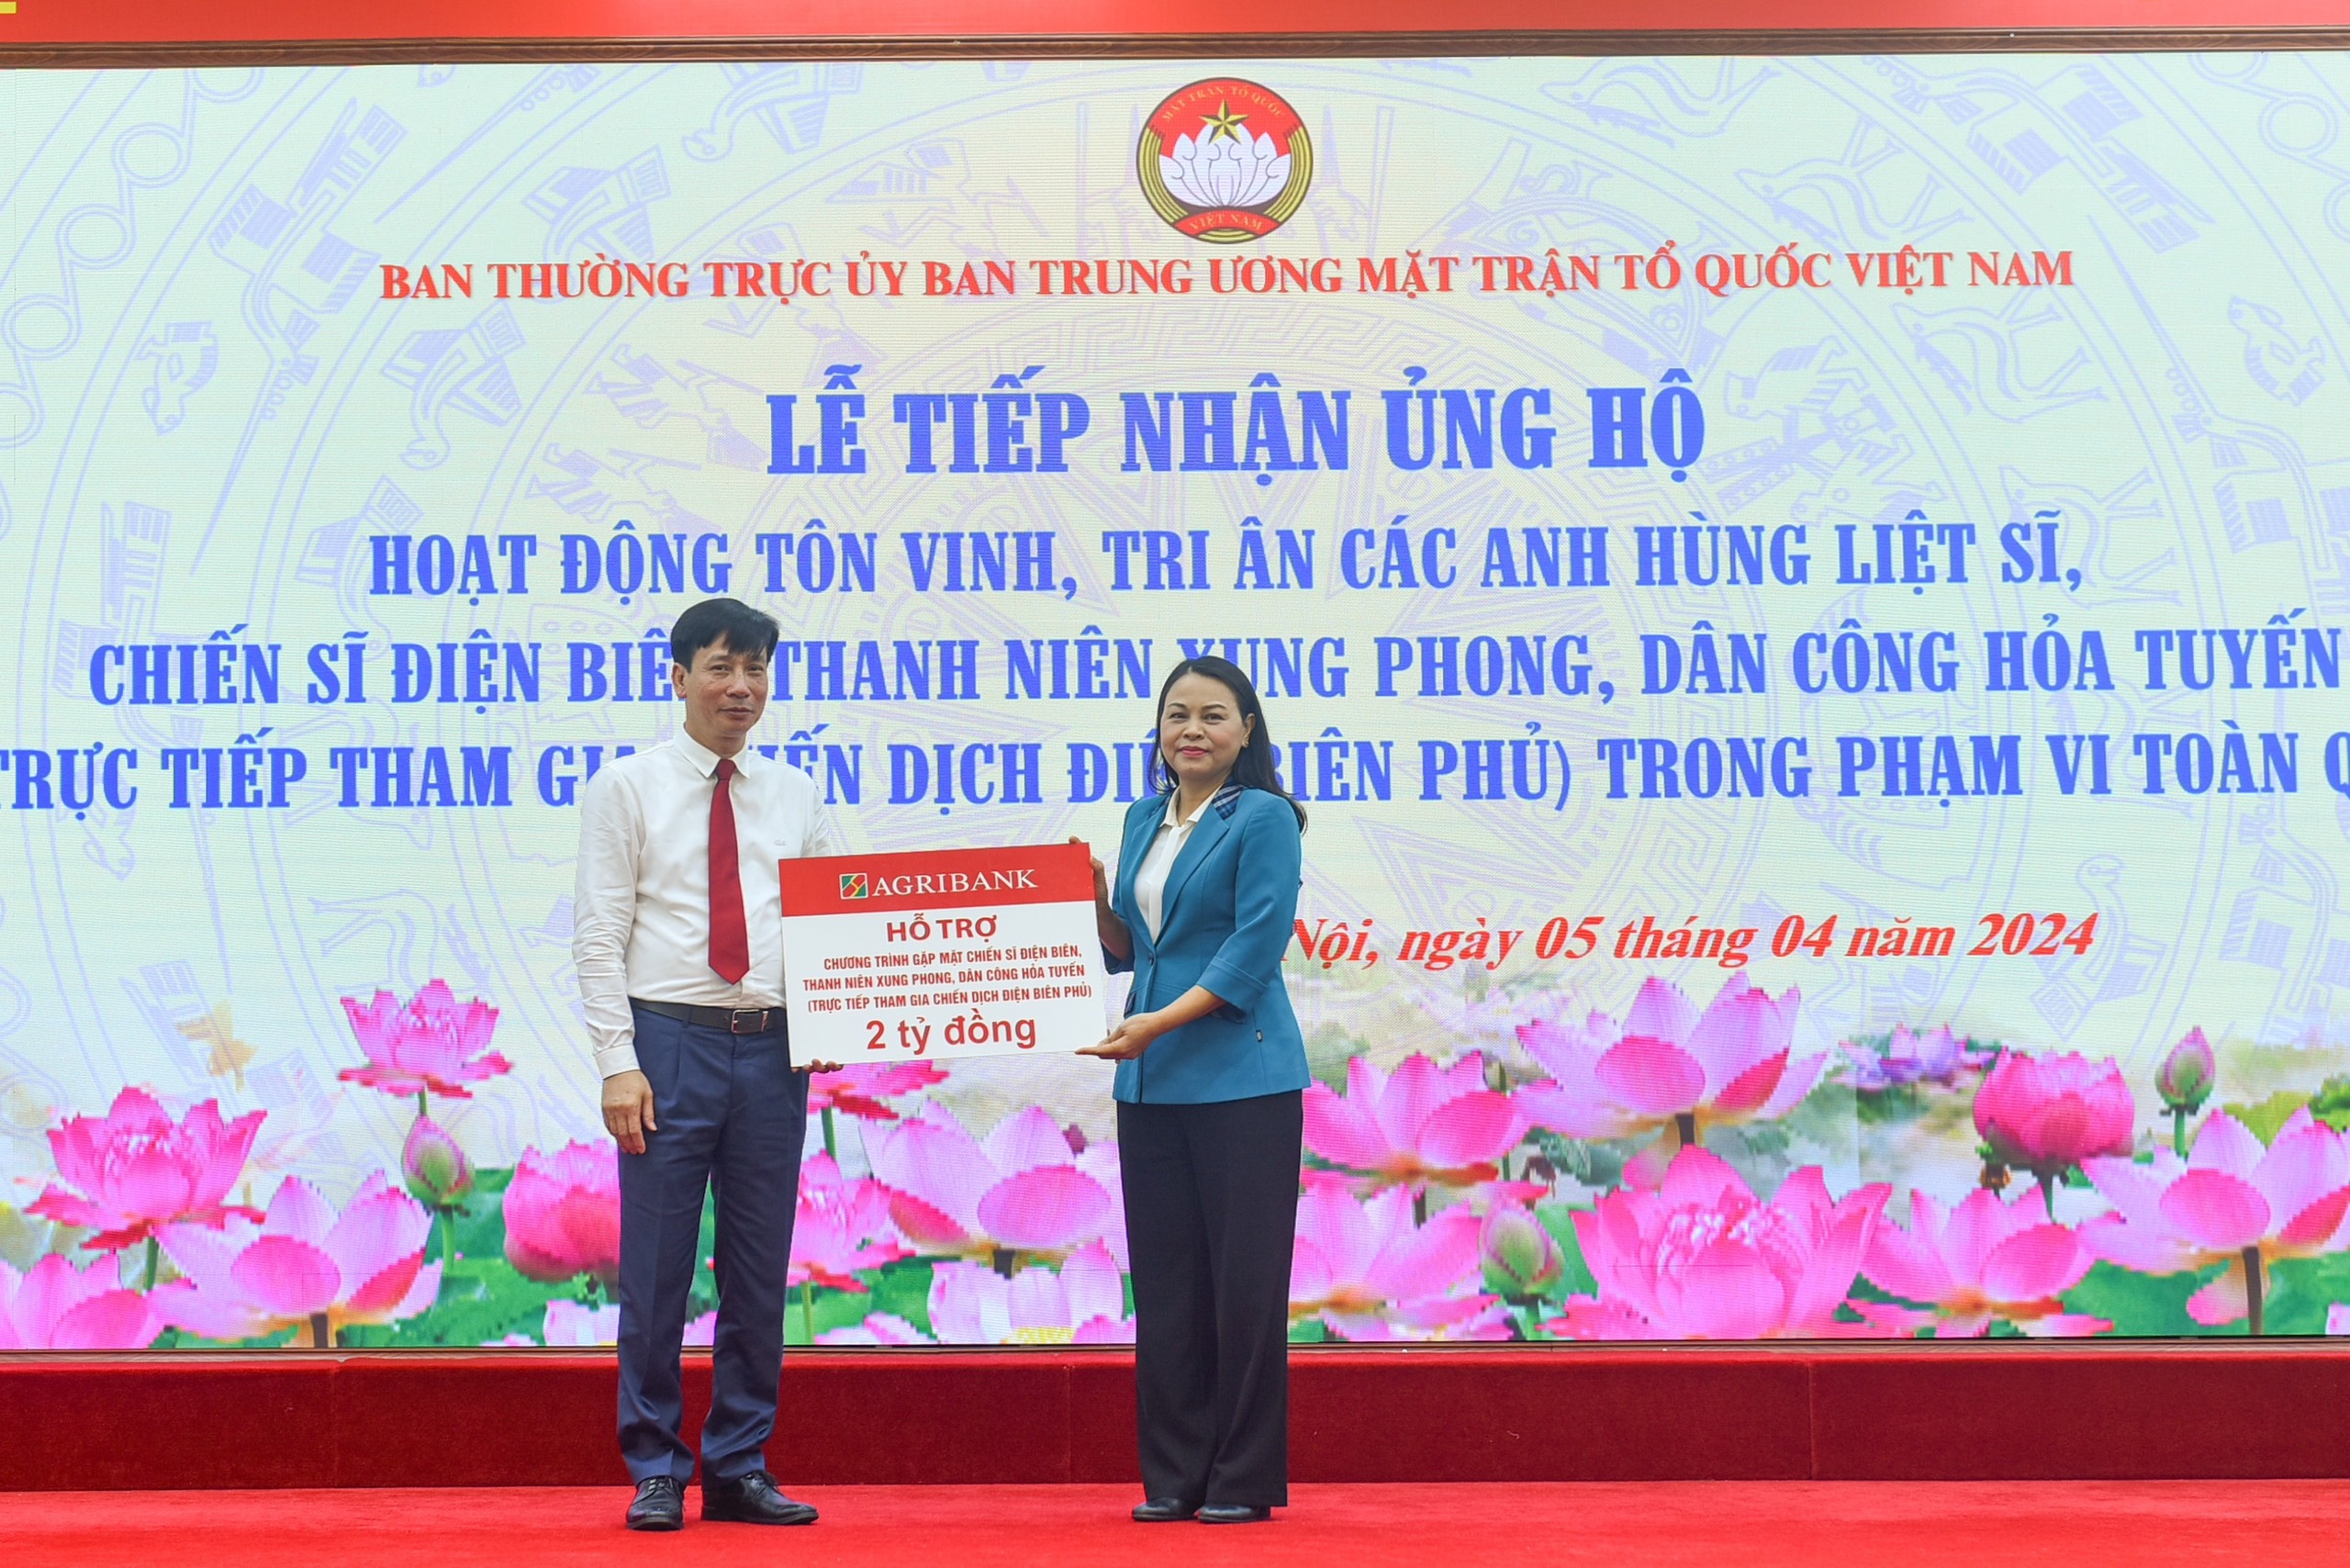 MẶT TRẬN TỔ QUỐC
VIỆT NAM
BAN THƯỜNG TRỰC ỦY BAN TRUNG ƯƠNG MẶT TRẬN TỔ QUỐC VIỆT NAM
LỄ TIẾP NHẬN ỦNG HỘ
HOẠT ĐỘNG TÔN VINH, TRI ÂN CÁC ANH HÙNG LIỆT SĨ,
CHIẾN SĨ ĐIỆN BIÊN THANH NIÊN XUNG PHONG, DÂN CÔNG HỎA TUYẾN
TRỰC TIẾP THAM GIA CHIẾN DỊCH ĐIỆN BIÊN PHỦ) TRONG PHẠM VI TOÀN
Nội, ngày 05 tháng 04 năm 2024
AGRIBANK
HỖ TRỢ
CHƯƠNG TRÌNH GẶP MẶT CHIẾN SĨ ĐIỆN BIÊN,
THANH NIÊN XUNG PHONG, DÂN CÔNG HỎA TUYẾN
(TRỰC TIẾP THAM GIA CHIẾN DỊCH ĐIỆN BIÊN PHỦ)
2 tỷ đồng